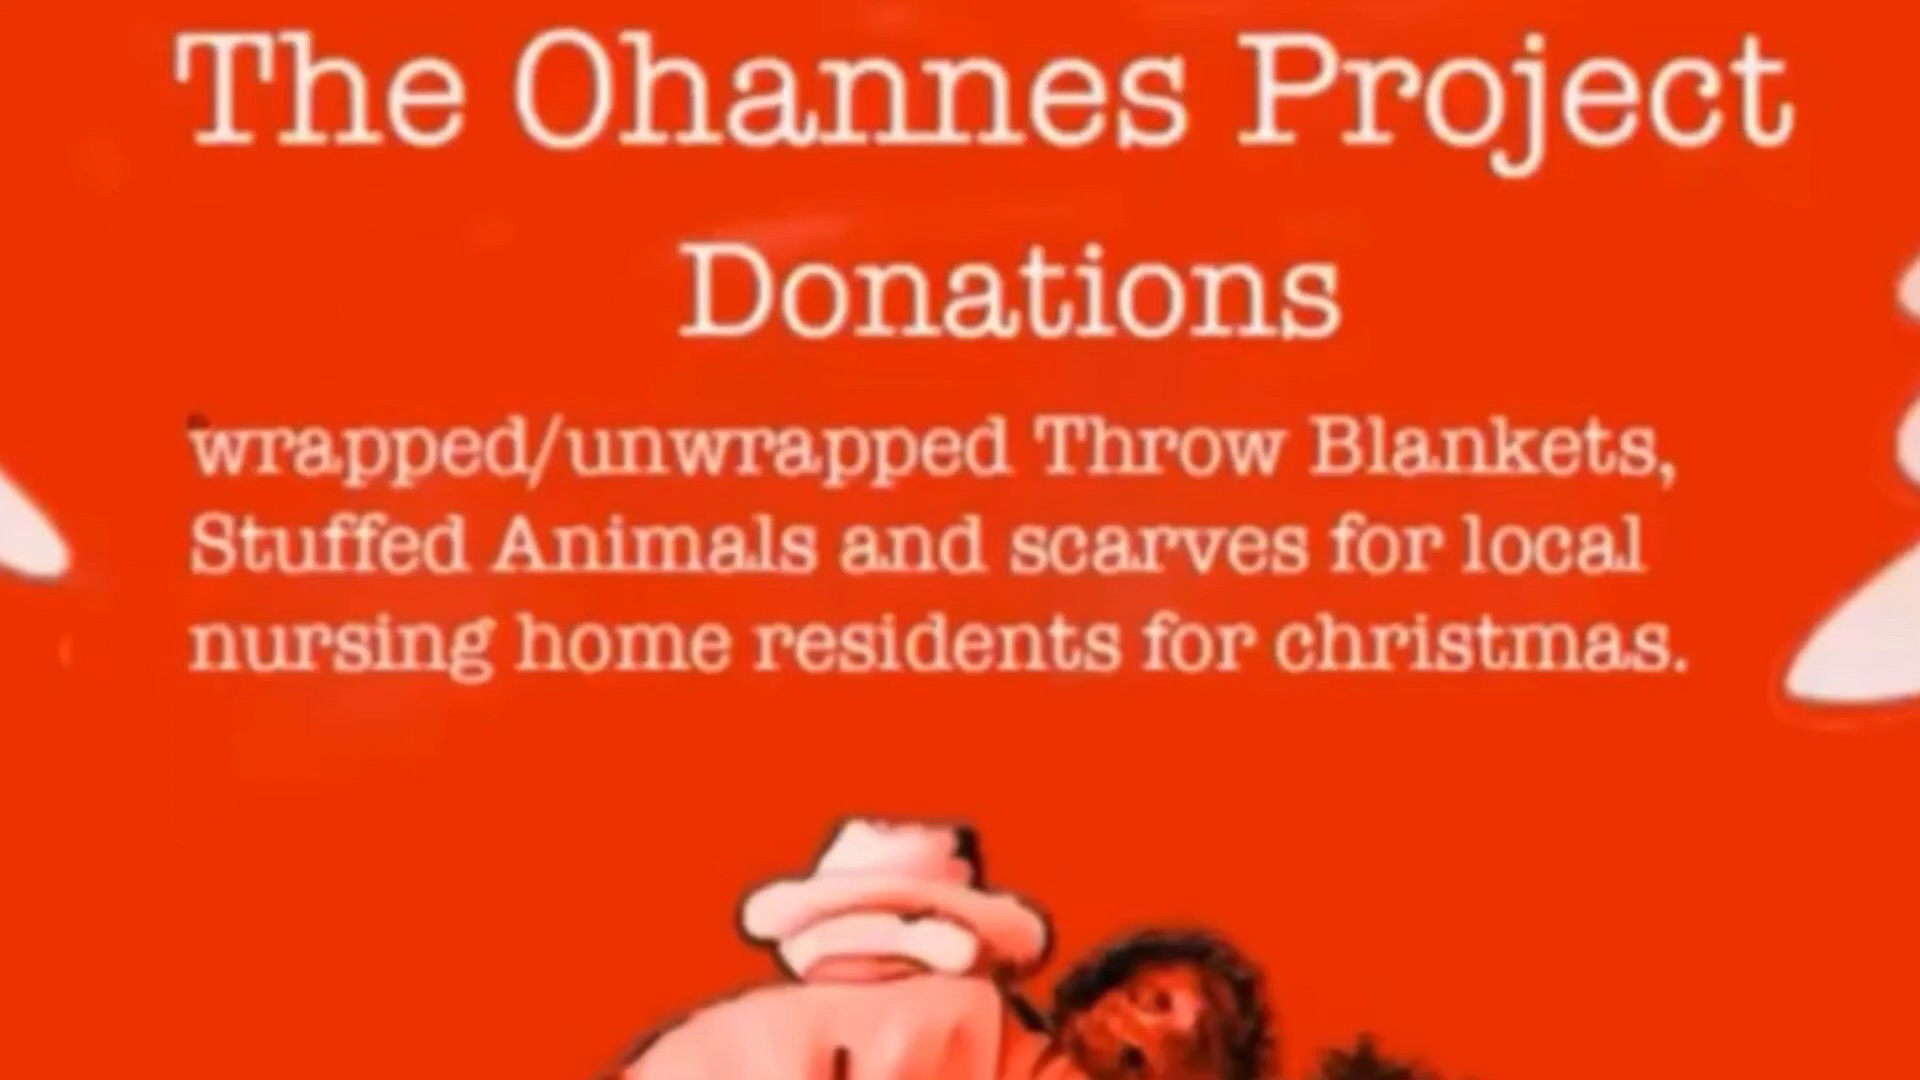 The Ohannes Project
Donations
wrapped/unwrapped Throw Blankets,
Stuffed Animals and scarves for local
nursing home residents for christmas.